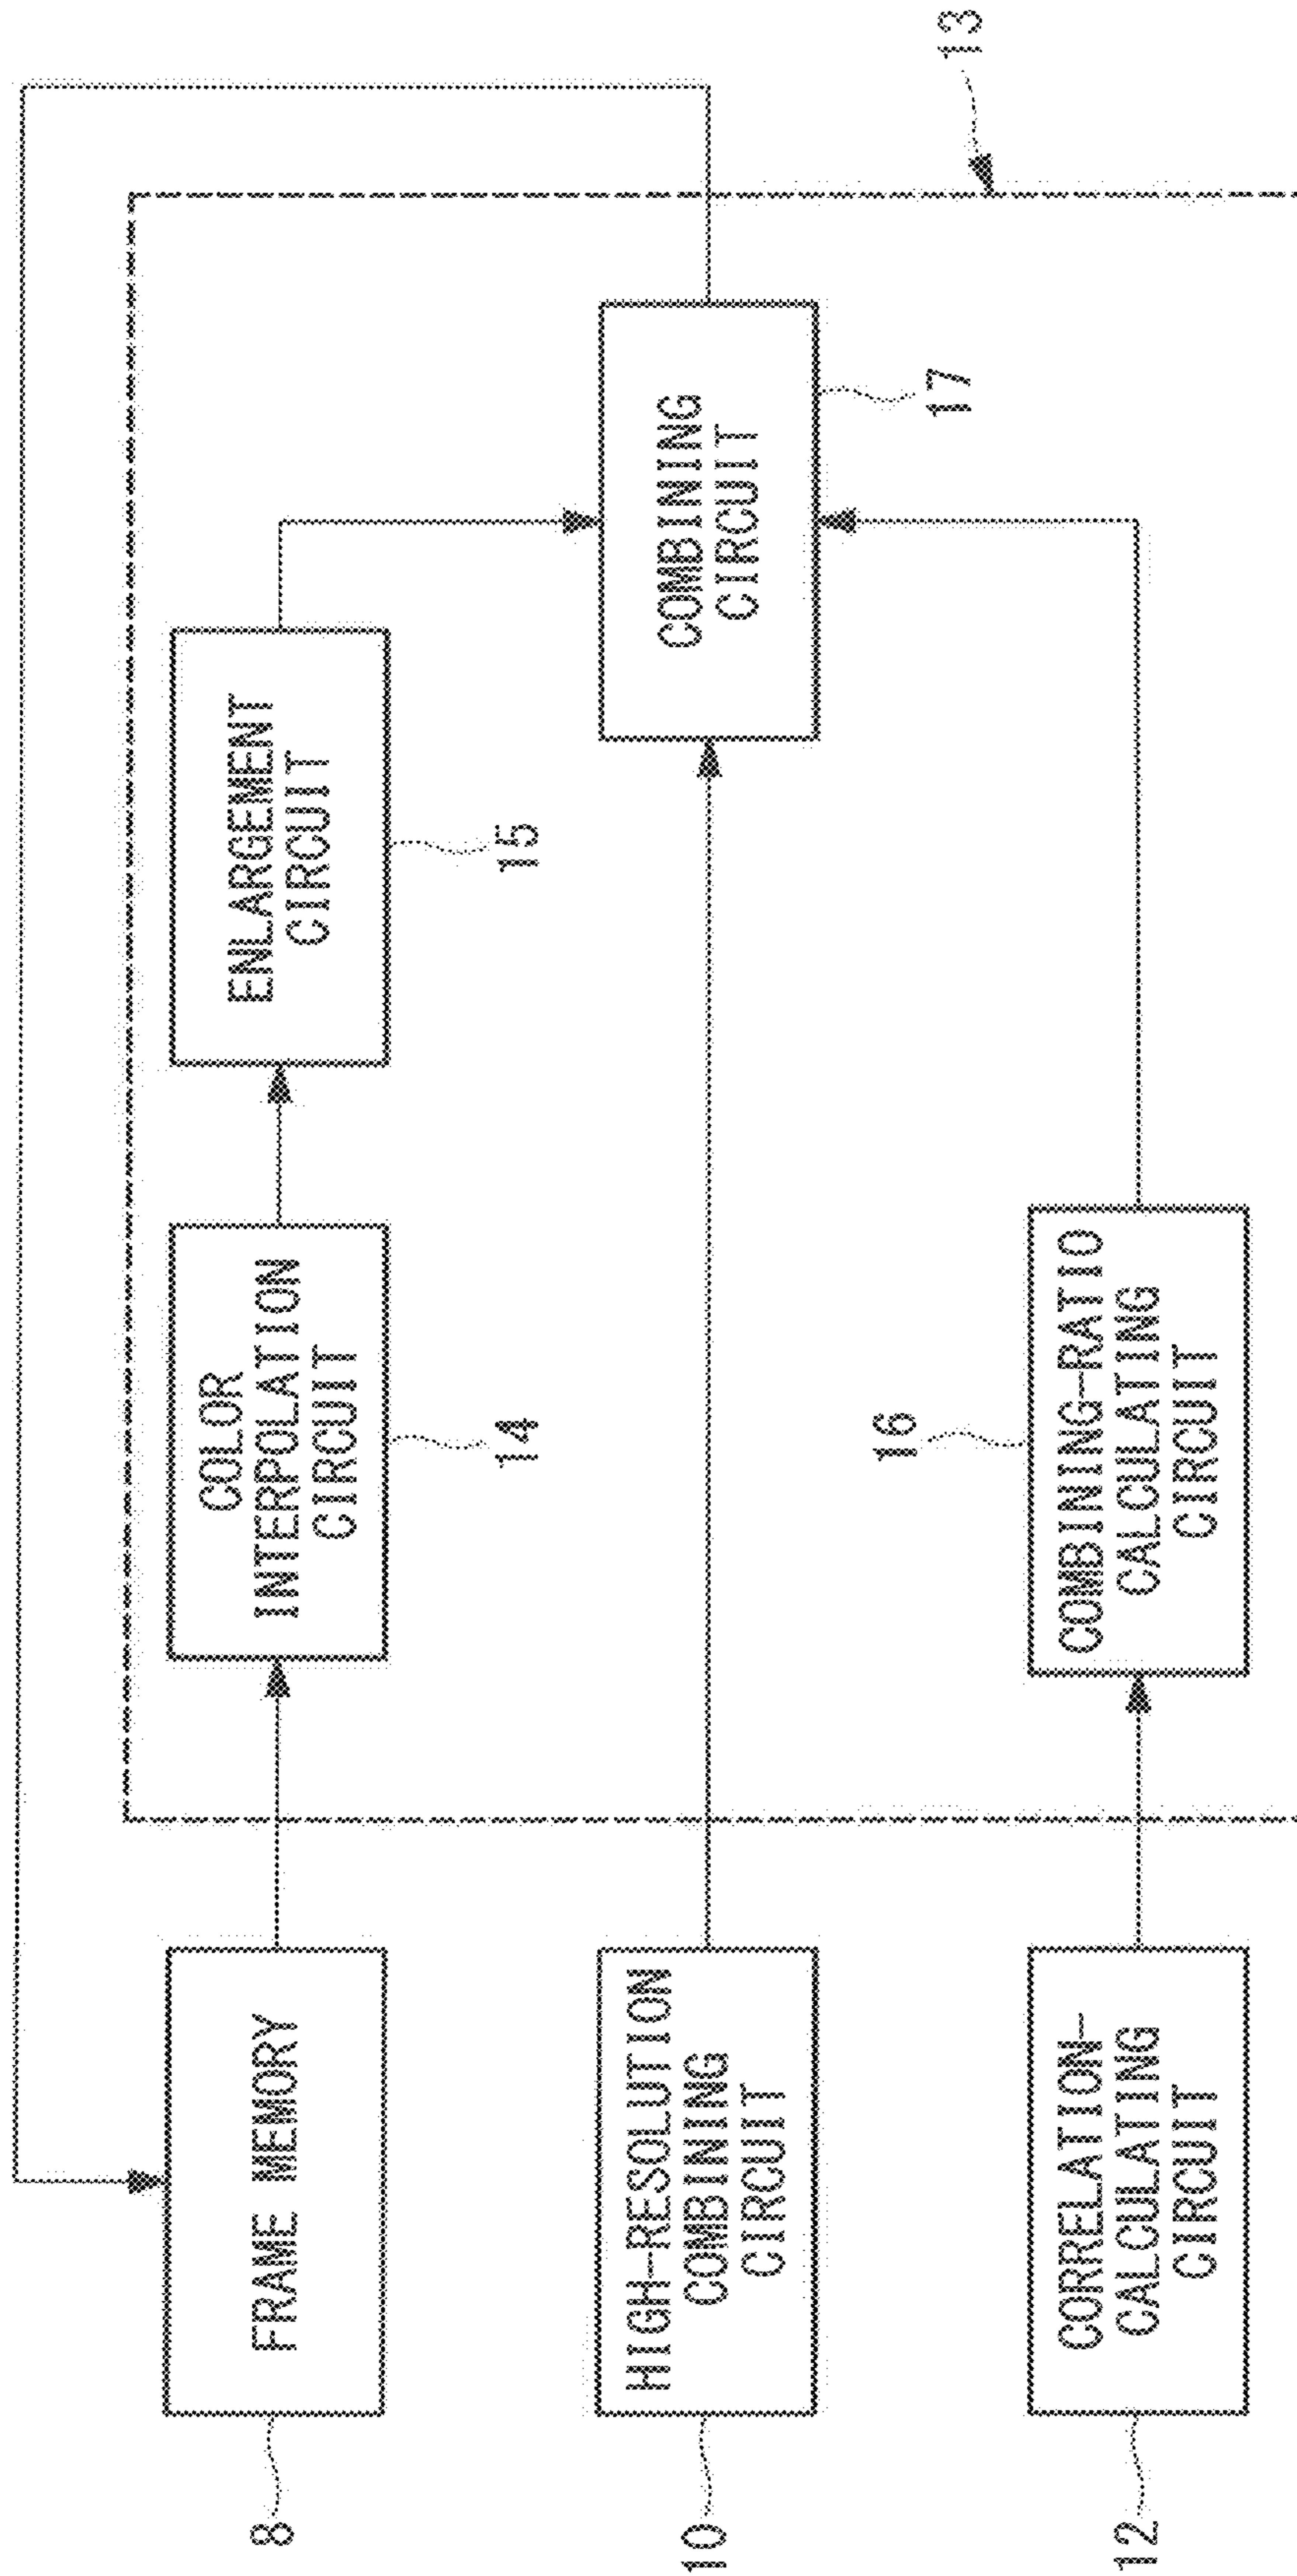 13
8
FRAME MEMORY
COLOR
INTERPOLATION
CIRCUIT
14
ENLARGEMENT
CIRCUIT
15
10
HIGH-RESOLUTION
COMBINING
CIRCUIT
COMBINING
CIRCUIT
17
12
CORRELATION-
CALCULATING
CIRCUIT
16
COMBINING-RATIO
CALCULATING
CIRCUIT